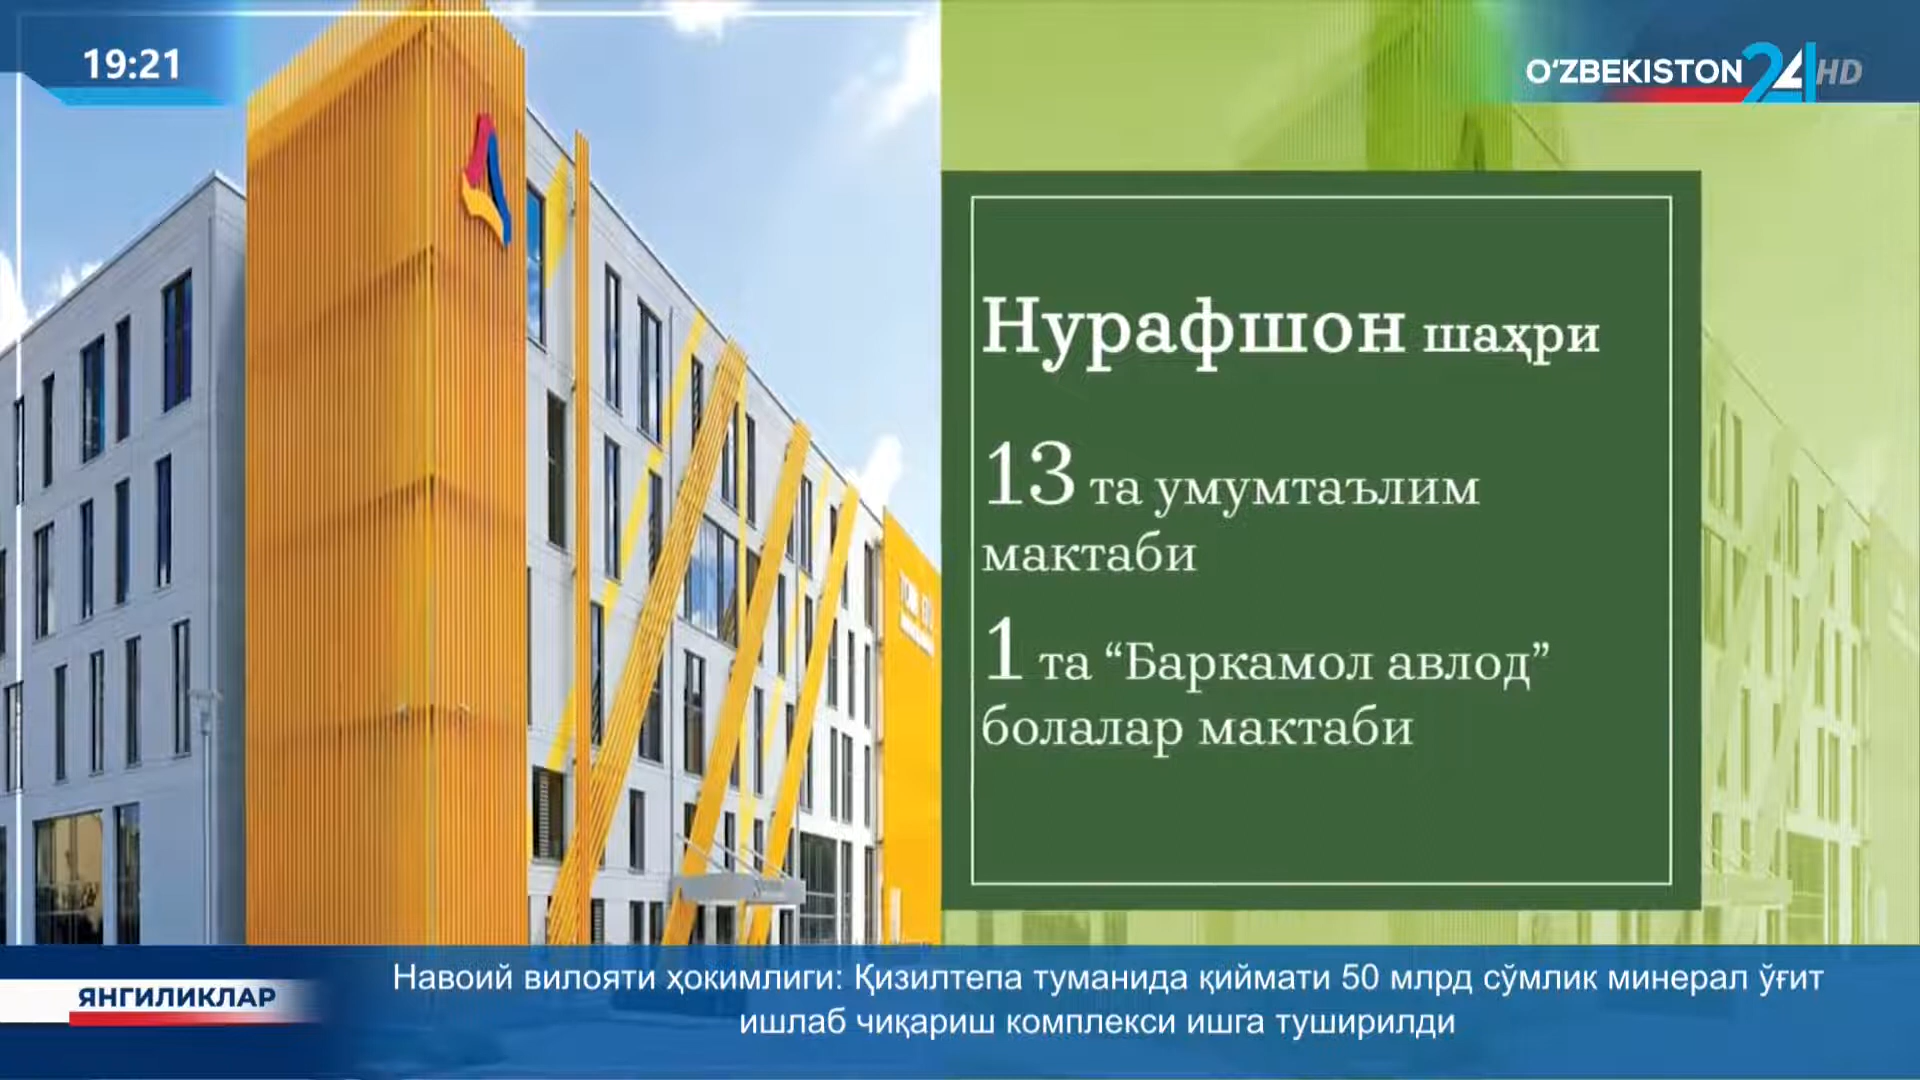 19:21
O‘ZBEKISTON 24 HD
Нурафшон шаҳри
13 та умумтаълим
мактаби
1 та “Баркамол авлод”
болалар мактаби
ЯНГИЛИКЛАР
Навоий вилояти ҳокимлиги: Қизилтепа туманида қиймати 50 млрд сўмлик минерал ўғит
ишлаб чиқариш комплекси ишга туширилди